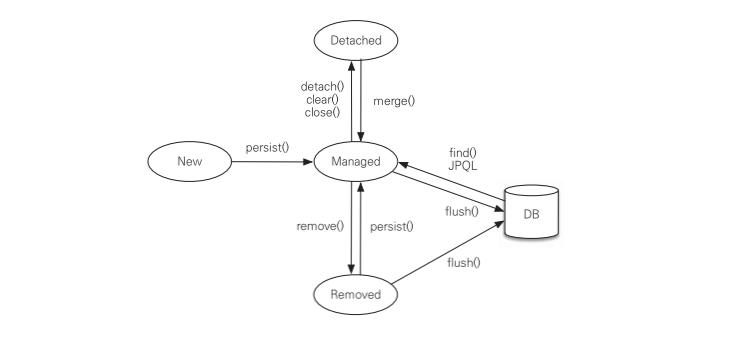 Detached
detach()
clear()
close()
merge()
persist()
New
Managed
find()
JPQL
flush()
DB
remove()
persist()
flush()
Removed